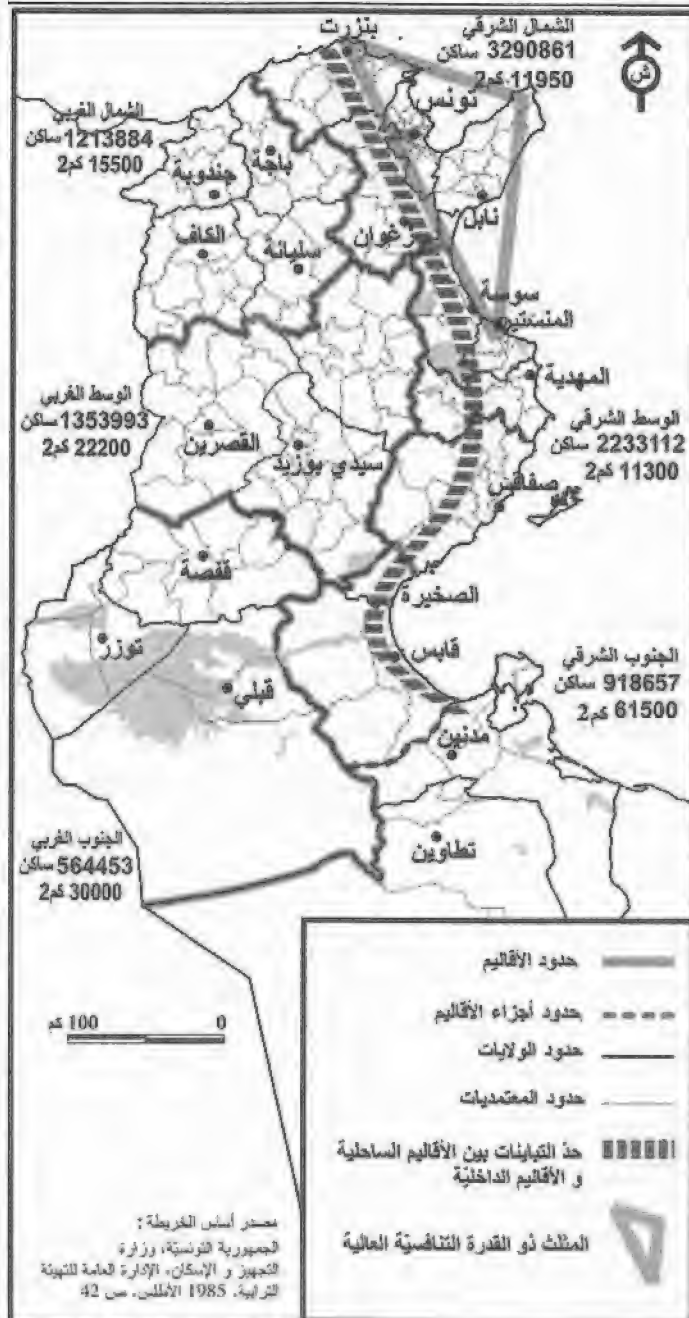 الشمال الشرقي
3290861 ساكن
11950 كم2
ش
بنزرت
تونس
الشمال الغربي
1213884 ساكن
15500 كم2
باجة
جندوبة
نابل
الكاف
سليانة
زغوان
سوسة
المنستير
المهدية
الوسط الغربي
1353993 ساكن
22200 كم2
الوسط الشرقي
2233112 ساكن
11300 كم2
القصرين
سيدي بوزيد
صفاقس
قفصة
الصخيرة
توزر
قابس
الجنوب الشرقي
918657 ساكن
61500 كم2
قبلي
مدنين
الجنوب الغربي
564453 ساكن
30000 كم2
تطاوين
حدود الأقاليم
حدود أجزاء الأقاليم
حدود الولايات
حدود المعتمديات
حدّ التباينات بين الأقاليم الساحلية
و الأقاليم الداخليّة
المثلث ذو القدرة التنافسيّة العالية
0 100 كم
مصدر أساس الخريطة :
الجمهورية التونسيّة، وزارة
التجهيز و الإسكان، الإدارة العامة للتهيئة
الترابية. 1985 الأطلس. ص 42